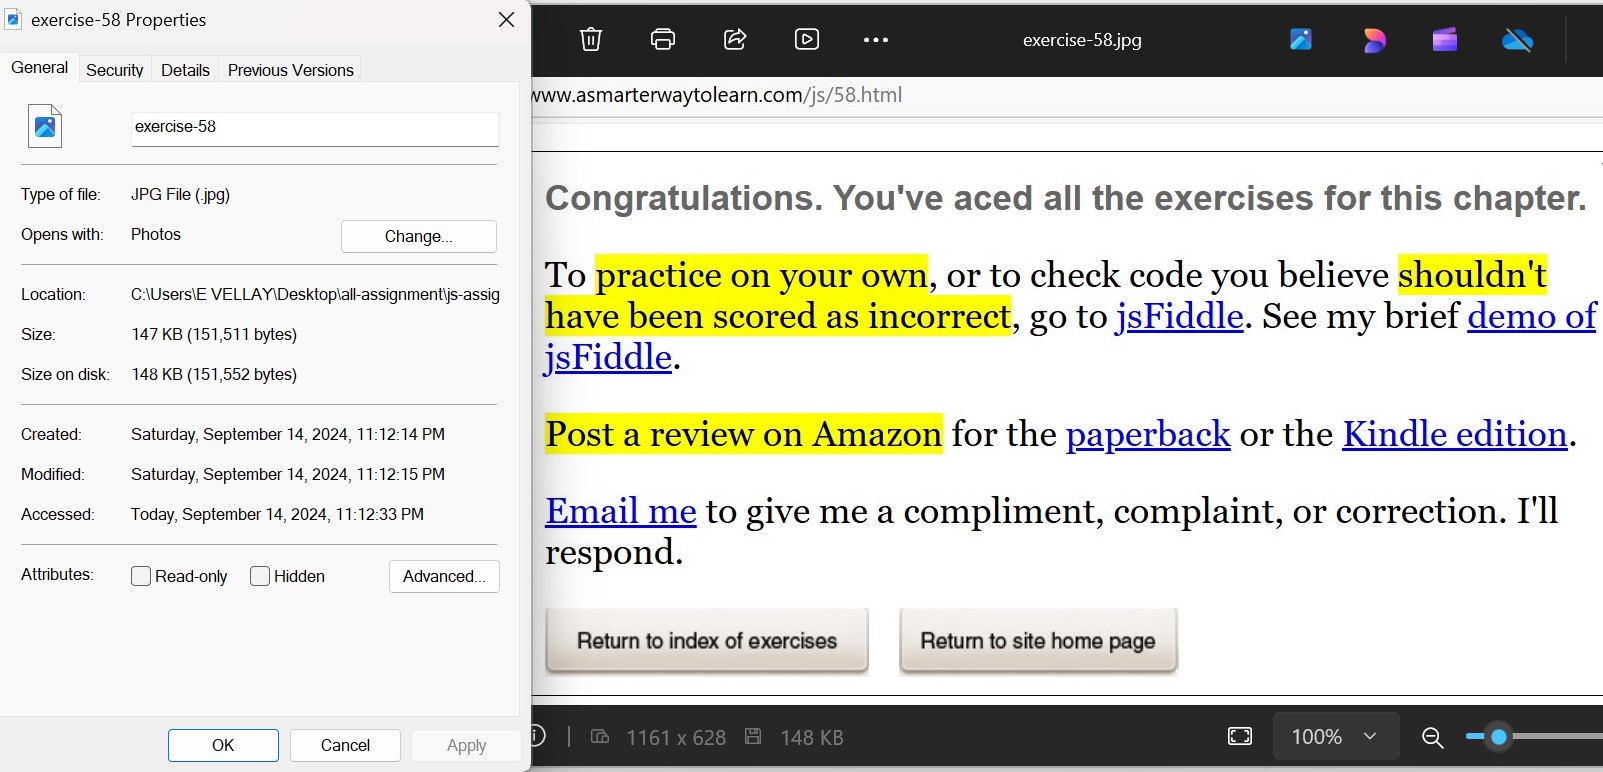 exercise-58 Properties
General
Security
Details
Previous Versions
exercise-58
Type of file: JPG File (.jpg)
Opens with: Photos
Change...
Location: C:\Users\E VELLAY\Desktop\all-assignment\js-assig
Size: 147 KB (151,511 bytes)
Size on disk: 148 KB (151,552 bytes)
Created: Saturday, September 14, 2024, 11:12:14 PM
Modified: Saturday, September 14, 2024, 11:12:15 PM
Accessed: Today, September 14, 2024, 11:12:33 PM
Attributes: Read-only Hidden
Advanced...
OK
Cancel
Apply
exercise-58.jpg
www.asmarterwaytolearn.com/js/58.html
Congratulations. You've aced all the exercises for this chapter.
To practice on your own, or to check code you believe shouldn't
have been scored as incorrect, go to jsFiddle. See my brief demo of
jsFiddle.
Post a review on Amazon for the paperback or the Kindle edition.
Email me to give me a compliment, complaint, or correction. I'll
respond.
Return to index of exercises
Return to site home page
1161 x 628
148 KB
100%